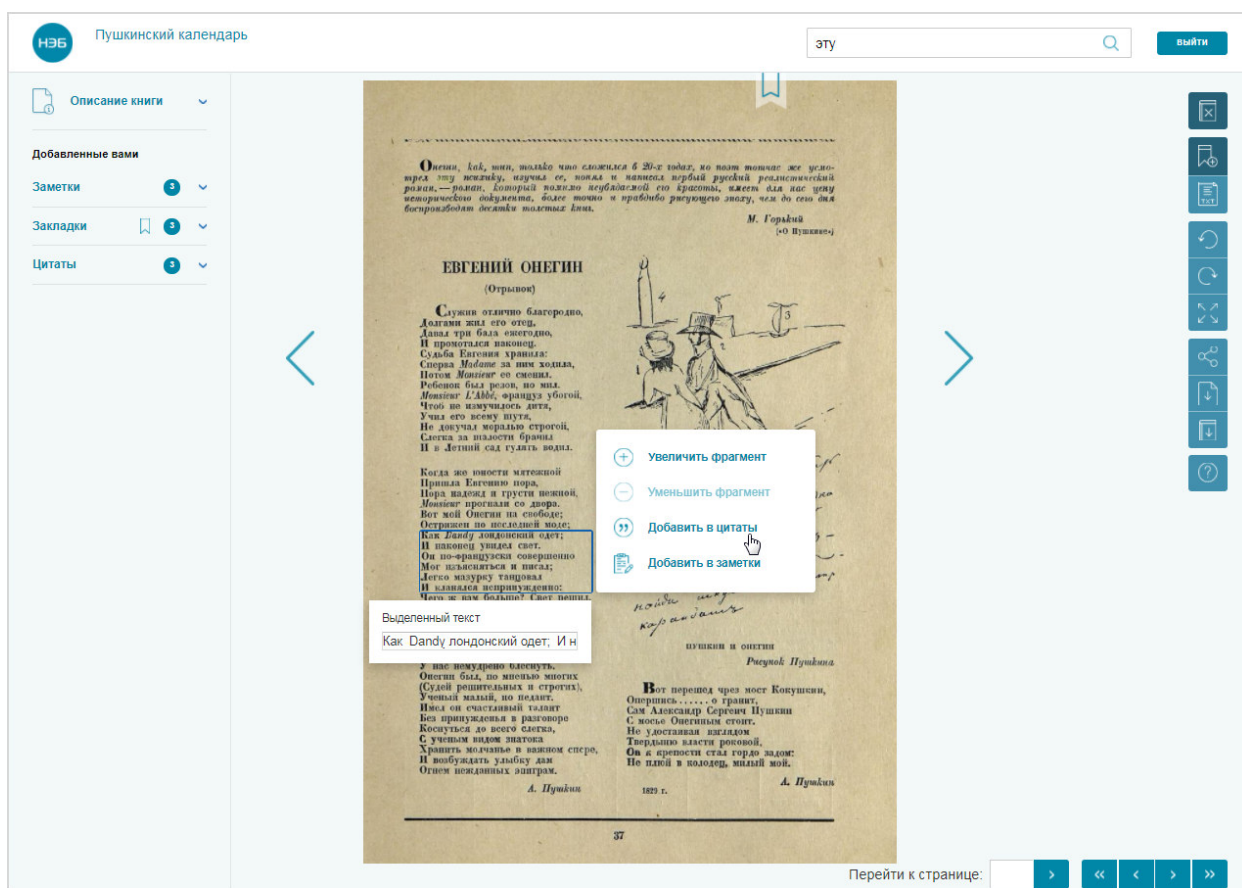 нэб
Пушкинский календарь
эту
выйти
Описание книги
Добавленные вами
Заметки 3
Закладки 3
Цитаты 3
TXT
Онегин, как, тип, только что сложился в 20-х годах, но поэт тотчас же усмо-
трел эту психику, изучил ее, понял и написал первый русский реалистический
роман, — роман, который помимо неувядаемой его красоты, имеет для нас цену
исторического документа, более точно и правдиво рисующего эпоху, чем до сего дня
воспроизводят десятки толстых книг.
М. Горький
(«О Пушкине»)
ЕВГЕНИЙ ОНЕГИН
(Отрывок)
Служив отлично благородно,
Долгами жил его отец,
Давал три бала ежегодно,
И промотался наконец.
Судьба Евгения хранила:
Сперва Madame за ним ходила,
Потом Monsieur ее сменил.
Ребенок был резов, но мил.
Monsieur L'Abbé, француз убогой,
Чтоб не измучилось дитя,
Учил его всему шутя,
Не докучал моралью строгой,
Слегка за шалости бранил
И в Летний сад гулять водил.
Когда же юности мятежной
Пришла Евгению пора,
Пора надежд и грусти нежной,
Monsieur прогнали со двора.
Вот мой Онегин на свободе;
Острижен по последней моде;
Как Dandy лондонский одет;
И наконец увидел свет.
Он по-французски совершенно
Мог изъясняться и писал;
Легко мазурку танцовал
И кланялся непринужденно;
Чего ж вам больше? Свет решил,
Выделенный текст
Как Dandy лондонский одет; И н
У нас немудрено блеснуть.
Онегин был, по мненью многих
(Судей решительных и строгих),
Ученый малый, но педант.
Имел он счастливый талант
Без принужденья в разговоре
Коснуться до всего слегка,
С ученым видом знатока
Хранить молчанье в важном споре,
И возбуждать улыбку дам
Огнем нежданных эпиграм.
А. Пушкин
4
3
Увеличить фрагмент
Уменьшить фрагмент
Добавить в цитаты
Добавить в заметки
карандашъ
ПУШКИН И ОНЕГИН
Рисунок Пушкина
Вот перешед чрез мост Кокушкин,
Опершись ...... о гранит,
Сам Александр Сергеич Пушкин
С мосье Онегиным стоит.
Не удостаивая взглядом
Твердыню власти роковой,
Он к крепости стал гордо задом:
Не плюй в колодец, милый мой.
А. Пушкин
1829 г.
37
Перейти к странице: